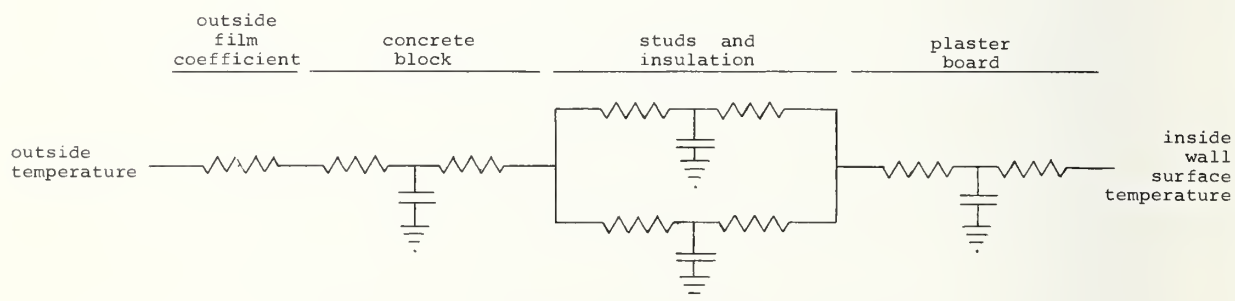 outside
film
coefficient
concrete
block
studs and
insulation
plaster
board
outside
temperature
inside
wall
surface
temperature